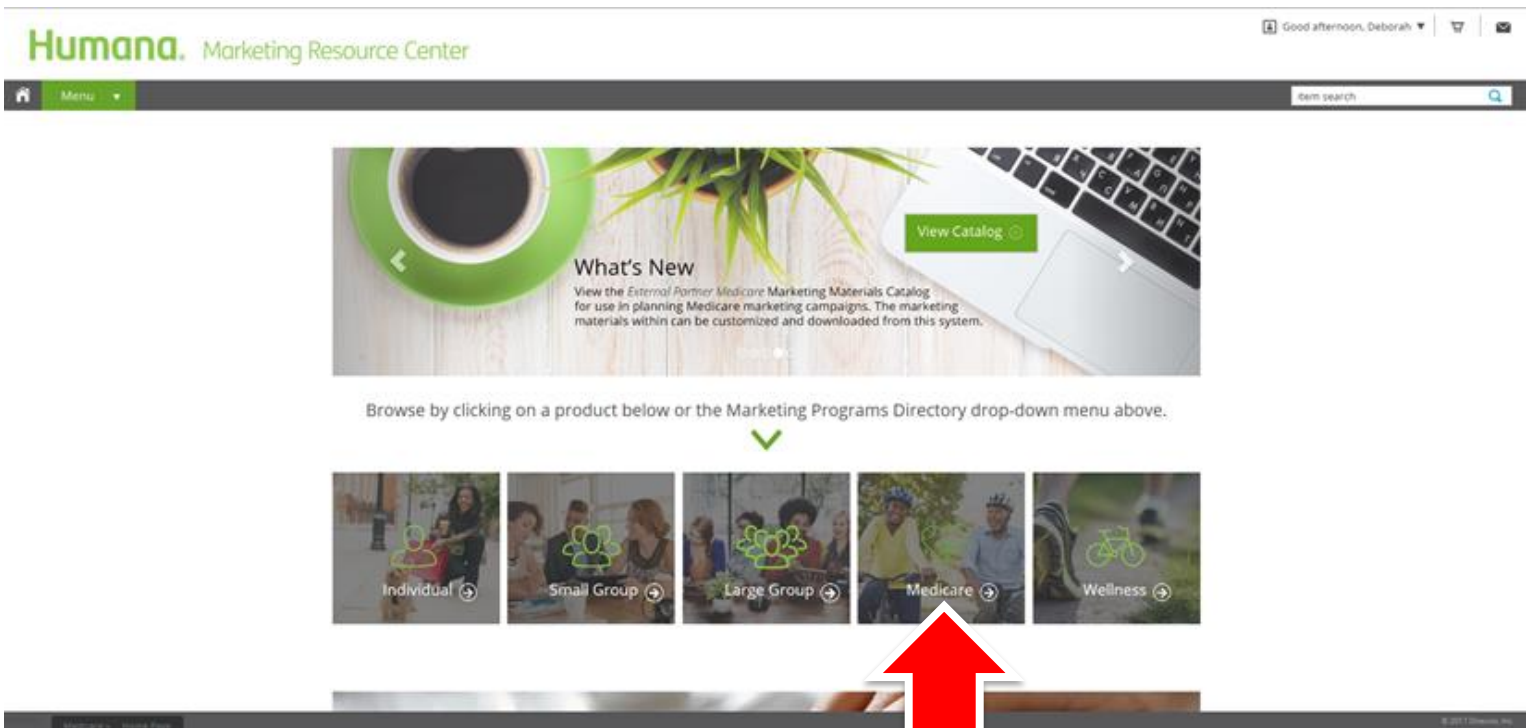 Humana. Marketing Resource Center
Good afternoon, Deborah
Menu
item search
View Catalog
What's New
View the External Partner Medicare Marketing Materials Catalog
for use in planning Medicare marketing campaigns. The marketing
materials within can be customized and downloaded from this system.
Browse by clicking on a product below or the Marketing Programs Directory drop-down menu above.
Individual
Small Group
Large Group
Medicare
Wellness
Home Page